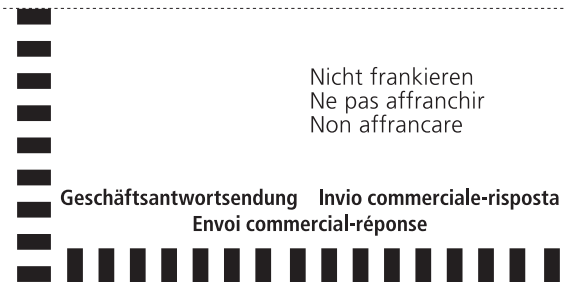 Nicht frankieren
Ne pas affranchir
Non affrancare
Geschäftsantwortsendung Invio commerciale-risposta
Envoi commercial-réponse